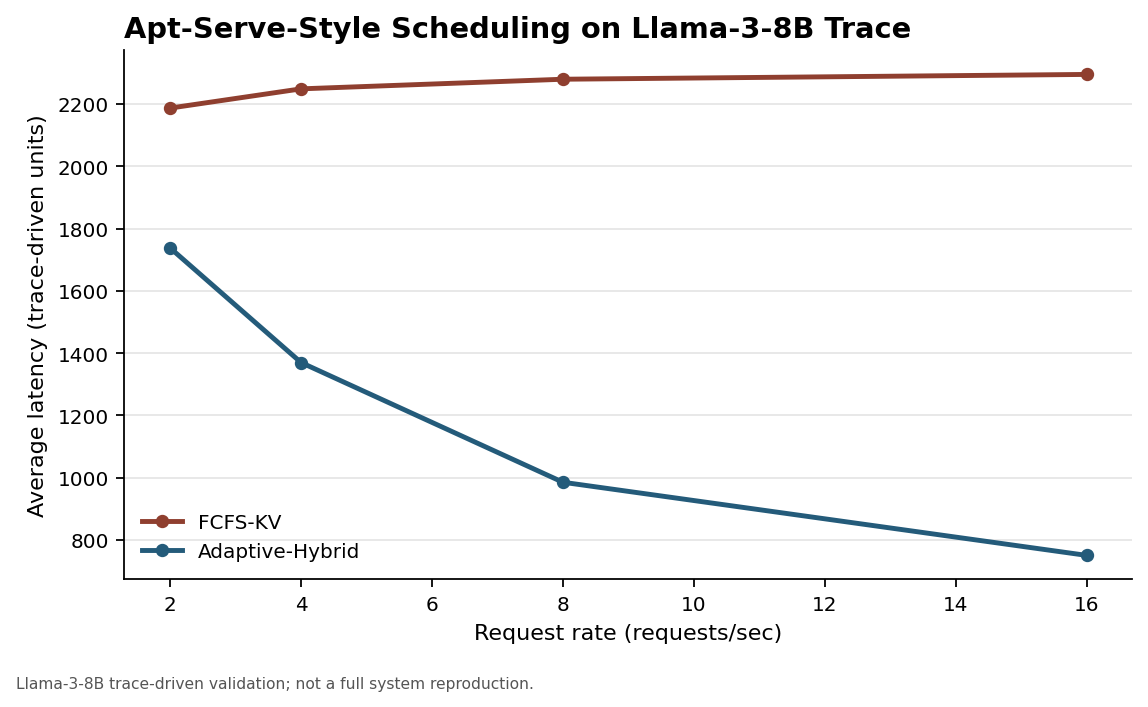 Apt-Serve-Style Scheduling on Llama-3-8B Trace
Average latency (trace-driven units)
2200
2000
1800
1600
1400
1200
1000
800
FCFS-KV
Adaptive-Hybrid
2 4 6 8 10 12 14 16
Request rate (requests/sec)
Llama-3-8B trace-driven validation; not a full system reproduction.